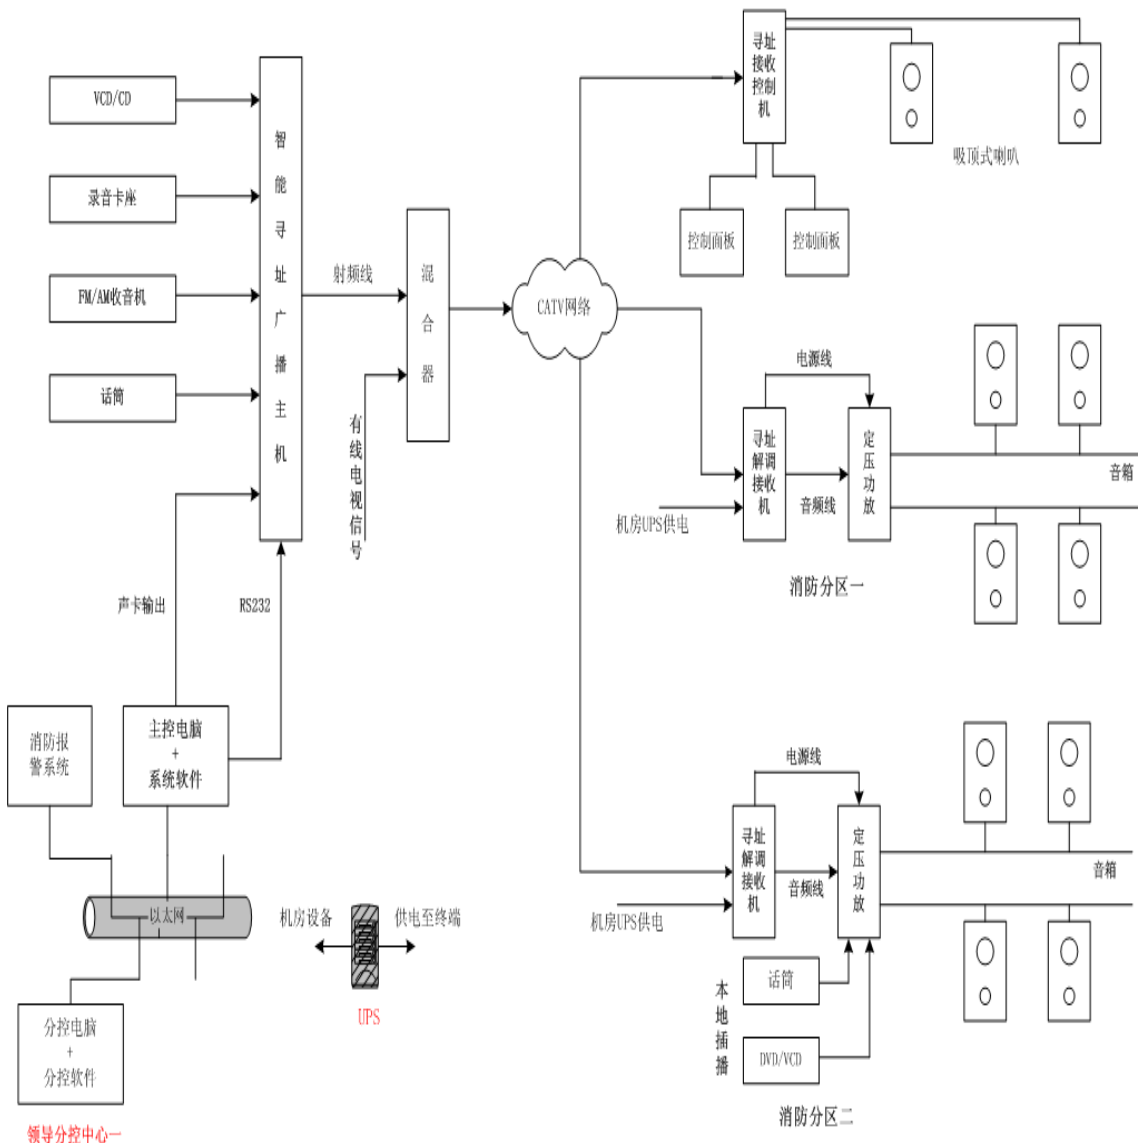 VCD/CD
录音卡座
FM/AM收音机
话筒
智能寻址广播主机
射频线
混合器
有线电视信号
声卡输出
RS232
消防报
警系统
主控电脑
+
系统软件
以太网
分控电脑
+
分控软件
领导分控中心一
机房设备
供电至终端
UPS
CATV网络
寻址
接收
控制
机
控制面板
控制面板
吸顶式喇叭
电源线
寻址
解调
接收
机
音频线
定压功放
机房UPS供电
音箱
消防分区一
电源线
寻址
解调
接收
机
音频线
定压功放
机房UPS供电
音箱
本地插播
话筒
DVD/VCD
消防分区二